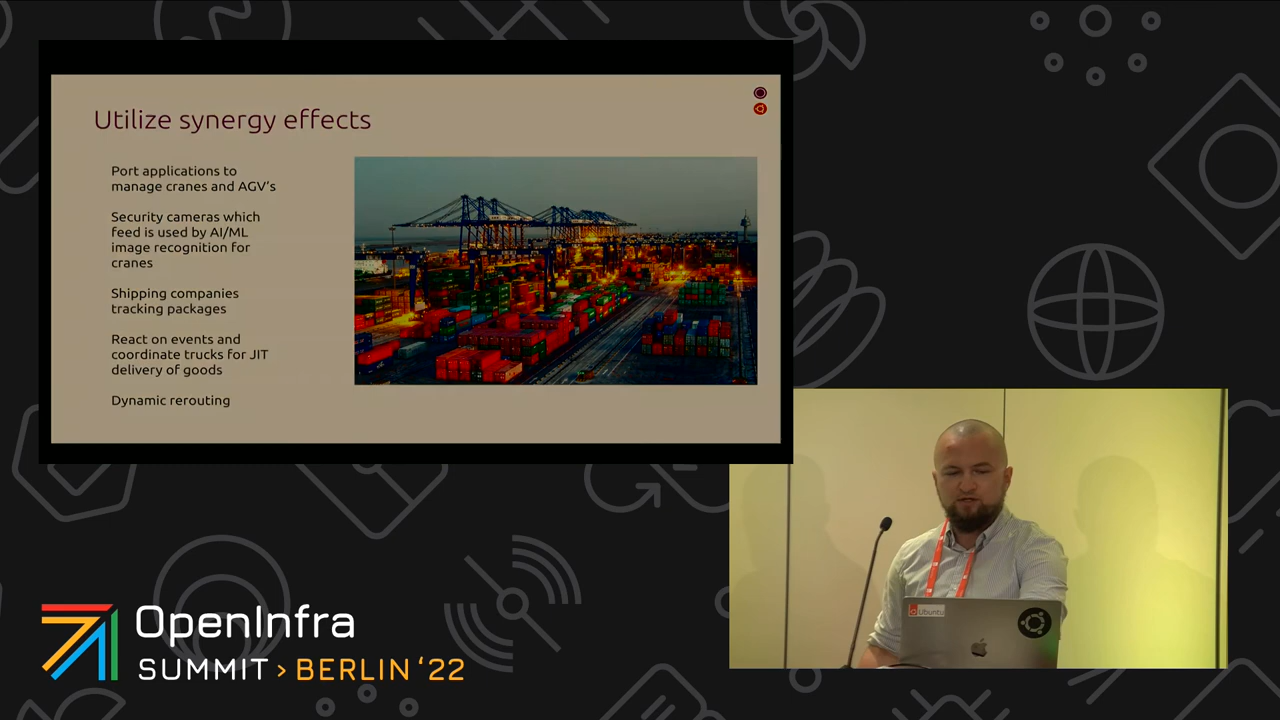 Utilize synergy effects
Port applications to
manage cranes and AGV's
Security cameras which
feed is used by AI/ML
image recognition for
cranes
Shipping companies
tracking packages
React on events and
coordinate trucks for JIT
delivery of goods
Dynamic rerouting
Ubuntu
OpenInfra
SUMMIT > BERLIN ‘22